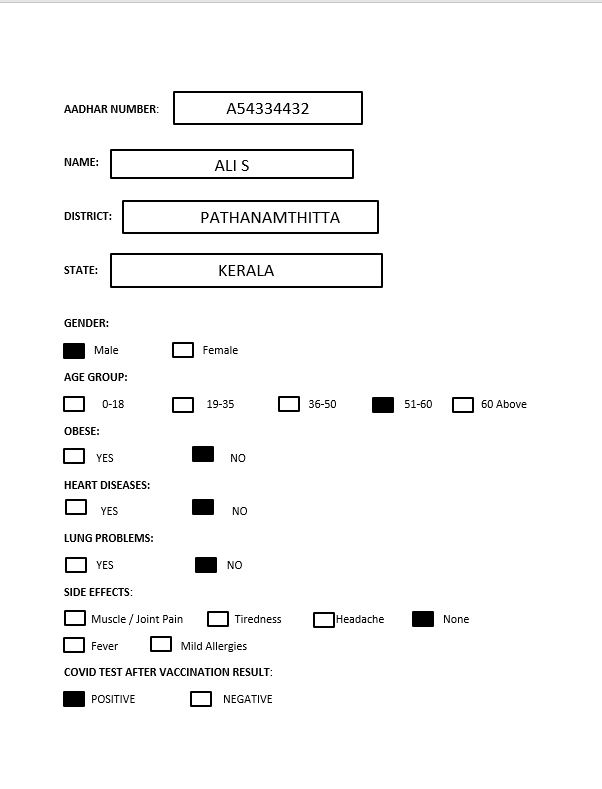 AADHAR NUMBER: A54334432
NAME: ALI S
DISTRICT: PATHANAMTHITTA
STATE: KERALA
GENDER:
Male Female
AGE GROUP:
0-18 19-35 36-50 51-60 60 Above
OBESE:
YES NO
HEART DISEASES:
YES NO
LUNG PROBLEMS:
YES NO
SIDE EFFECTS:
Muscle / Joint Pain Tiredness Headache None
Fever Mild Allergies
COVID TEST AFTER VACCINATION RESULT:
POSITIVE NEGATIVE